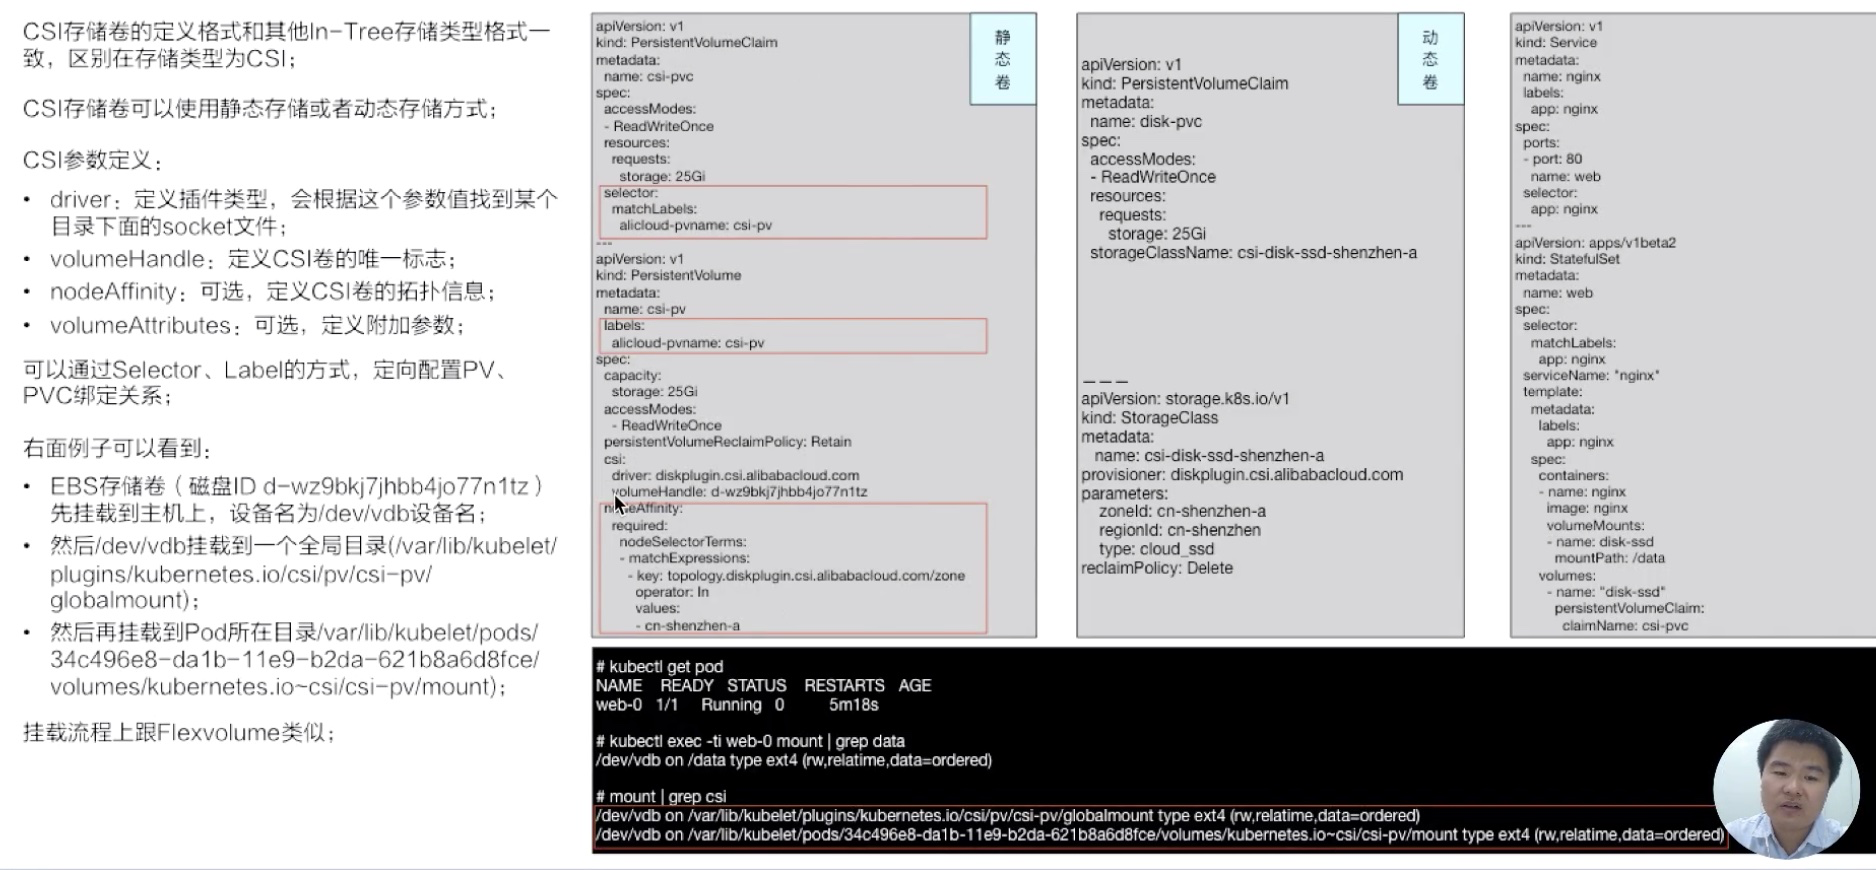 CSI存储卷的定义格式和其他In-Tree存储类型格式一
致，区别在存储类型为CSI；
CSI存储卷可以使用静态存储或者动态存储方式；
CSI参数定义：
• driver：定义插件类型，会根据这个参数值找到某个
目录下面的socket文件；
• volumeHandle：定义CSI卷的唯一标志；
• nodeAffinity：可选，定义CSI卷的拓扑信息；
• volumeAttributes：可选，定义附加参数；
可以通过Selector、Label的方式，定向配置PV、
PVC绑定关系；
右面例子可以看到：
• EBS存储卷（磁盘ID d-wz9bkj7jhbb4jo77n1tz）
先挂载到主机上，设备名为/dev/vdb设备名；
• 然后/dev/vdb挂载到一个全局目录(/var/lib/kubelet/
plugins/kubernetes.io/csi/pv/csi-pv/
globalmount)；
• 然后再挂载到Pod所在目录/var/lib/kubelet/pods/
34c496e8-da1b-11e9-b2da-621b8a6d8fce/
volumes/kubernetes.io~csi/csi-pv/mount)；
挂载流程上跟Flexvolume类似；
静
态
卷
apiVersion: v1
kind: PersistentVolumeClaim
metadata:
name: csi-pvc
spec:
accessModes:
- ReadWriteOnce
resources:
requests:
storage: 25Gi
selector:
matchLabels:
alicloud-pvname: csi-pv
---
apiVersion: v1
kind: PersistentVolume
metadata:
name: csi-pv
labels:
alicloud-pvname: csi-pv
spec:
capacity:
storage: 25Gi
accessModes:
- ReadWriteOnce
persistentVolumeReclaimPolicy: Retain
csi:
driver: diskplugin.csi.alibabacloud.com
volumeHandle: d-wz9bkj7jhbb4jo77n1tz
nodeAffinity:
required:
nodeSelectorTerms:
- matchExpressions:
- key: topology.diskplugin.csi.alibabacloud.com/zone
operator: In
values:
- cn-shenzhen-a
动
态
卷
apiVersion: v1
kind: PersistentVolumeClaim
metadata:
name: disk-pvc
spec:
accessModes:
- ReadWriteOnce
resources:
requests:
storage: 25Gi
storageClassName: csi-disk-ssd-shenzhen-a
---
apiVersion: storage.k8s.io/v1
kind: StorageClass
metadata:
name: csi-disk-ssd-shenzhen-a
provisioner: diskplugin.csi.alibabacloud.com
parameters:
zoneId: cn-shenzhen-a
regionId: cn-shenzhen
type: cloud_ssd
reclaimPolicy: Delete
apiVersion: v1
kind: Service
metadata:
name: nginx
labels:
app: nginx
spec:
ports:
- port: 80
name: web
selector:
app: nginx
---
apiVersion: apps/v1beta2
kind: StatefulSet
metadata:
name: web
spec:
selector:
matchLabels:
app: nginx
serviceName: "nginx"
template:
metadata:
labels:
app: nginx
spec:
containers:
- name: nginx
image: nginx
volumeMounts:
- name: disk-ssd
mountPath: /data
volumes:
- name: "disk-ssd"
persistentVolumeClaim:
claimName: csi-pvc
# kubectl get pod
NAME READY STATUS RESTARTS AGE
web-0 1/1 Running 0 5m18s
# kubectl exec -ti web-0 mount | grep data
/dev/vdb on /data type ext4 (rw,relatime,data=ordered)
# mount | grep csi
/dev/vdb on /var/lib/kubelet/plugins/kubernetes.io/csi/pv/csi-pv/globalmount type ext4 (rw,relatime,data=ordered)
/dev/vdb on /var/lib/kubelet/pods/34c496e8-da1b-11e9-b2da-621b8a6d8fce/volumes/kubernetes.io~csi/csi-pv/mount type ext4 (rw,relatime,data=ordered)